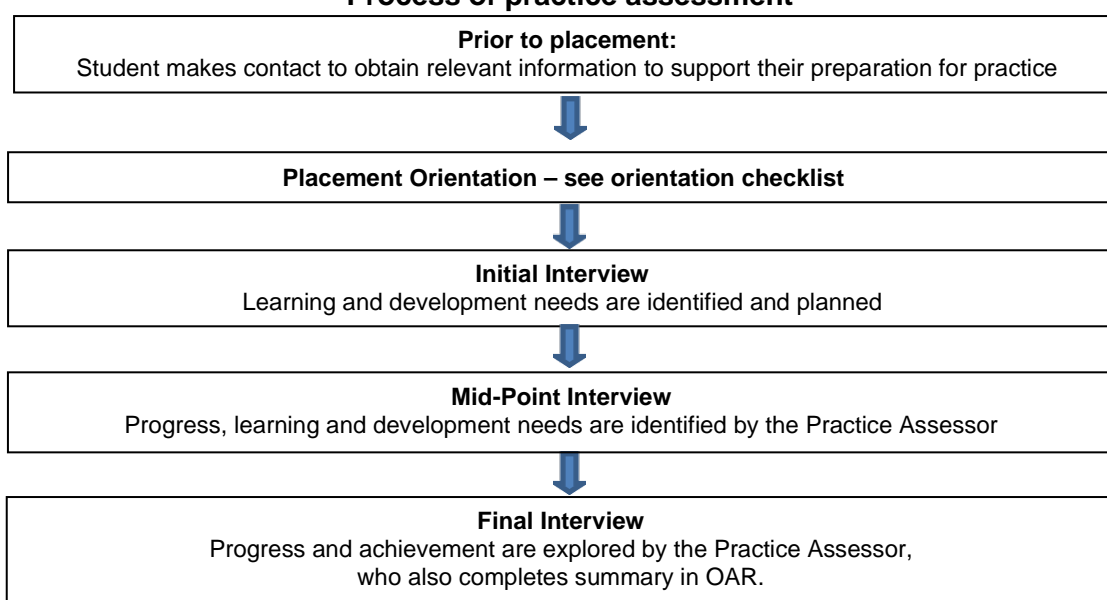 Process of practice assessment
Prior to placement:
Student makes contact to obtain relevant information to support their preparation for practice
Placement Orientation – see orientation checklist
Initial Interview
Learning and development needs are identified and planned
Mid-Point Interview
Progress, learning and development needs are identified by the Practice Assessor
Final Interview
Progress and achievement are explored by the Practice Assessor,
who also completes summary in OAR.